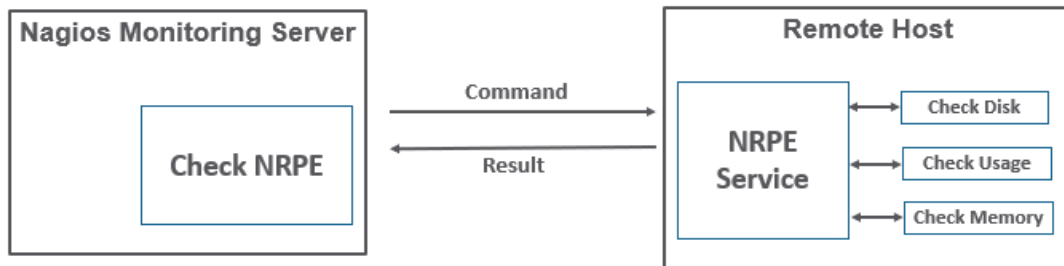 Nagios Monitoring Server
Check NRPE
Command
Result
Remote Host
NRPE
Service
Check Disk
Check Usage
Check Memory